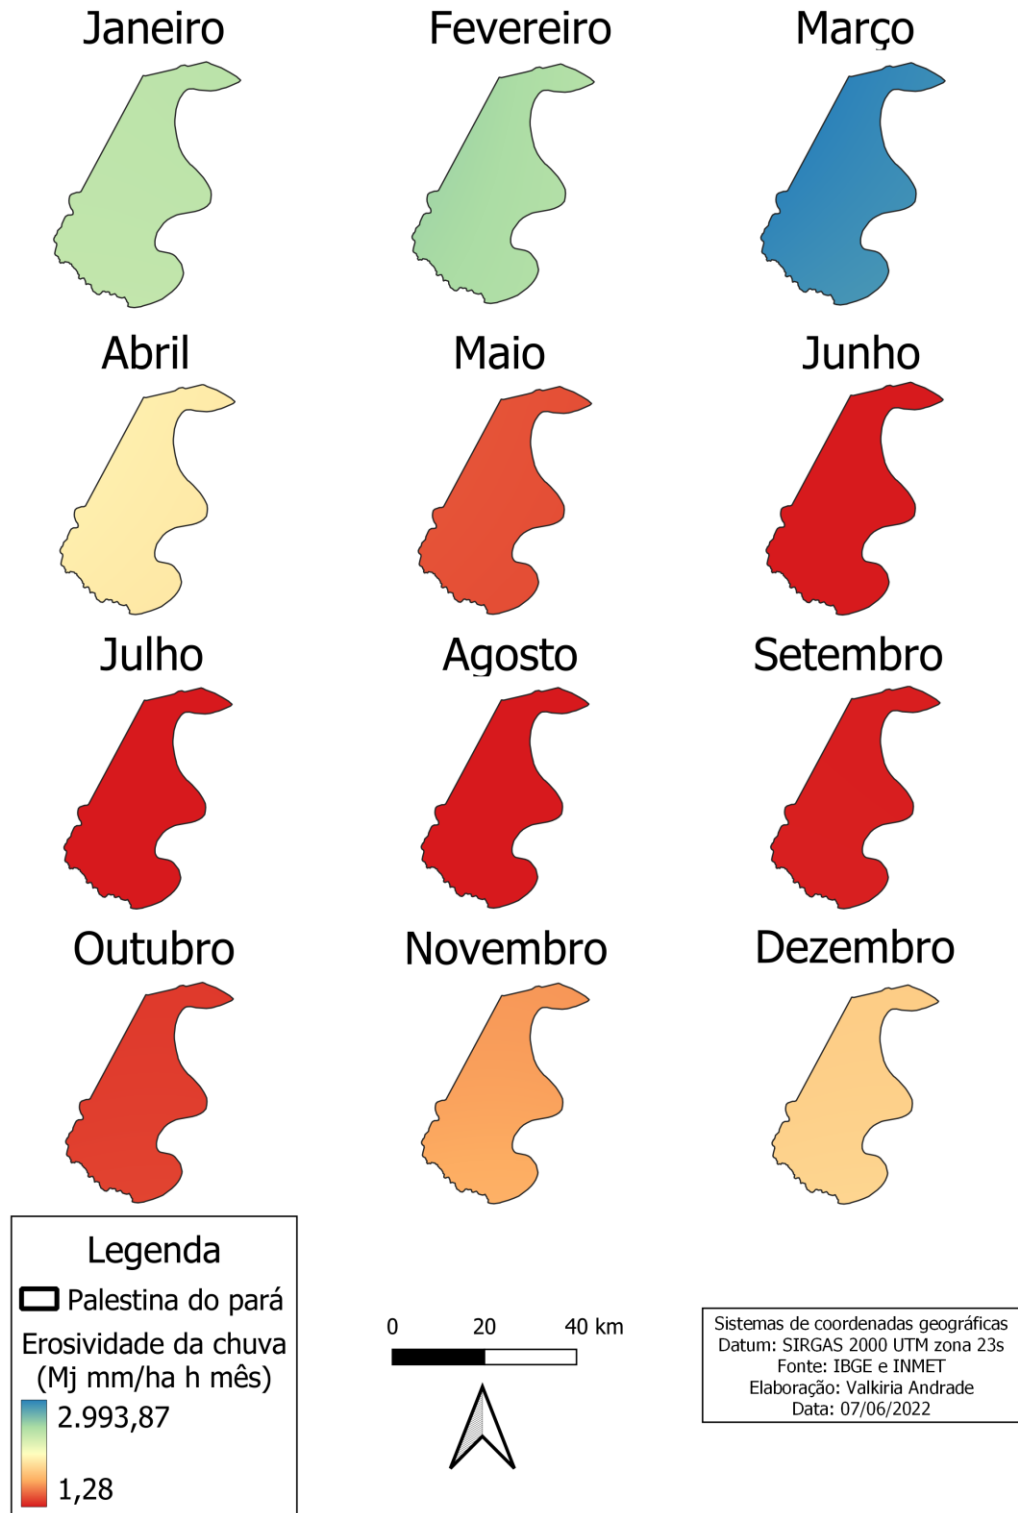 Janeiro
Fevereiro
Março
Abril
Maio
Junho
Julho
Agosto
Setembro
Outubro
Novembro
Dezembro
Legenda
Palestina do pará
Erosividade da chuva
(Mj mm/ha h mês)
2.993,87
1,28
0 20 40 km
Sistemas de coordenadas geográficas
Datum: SIRGAS 2000 UTM zona 23s
Fonte: IBGE e INMET
Elaboração: Valkiria Andrade
Data: 07/06/2022